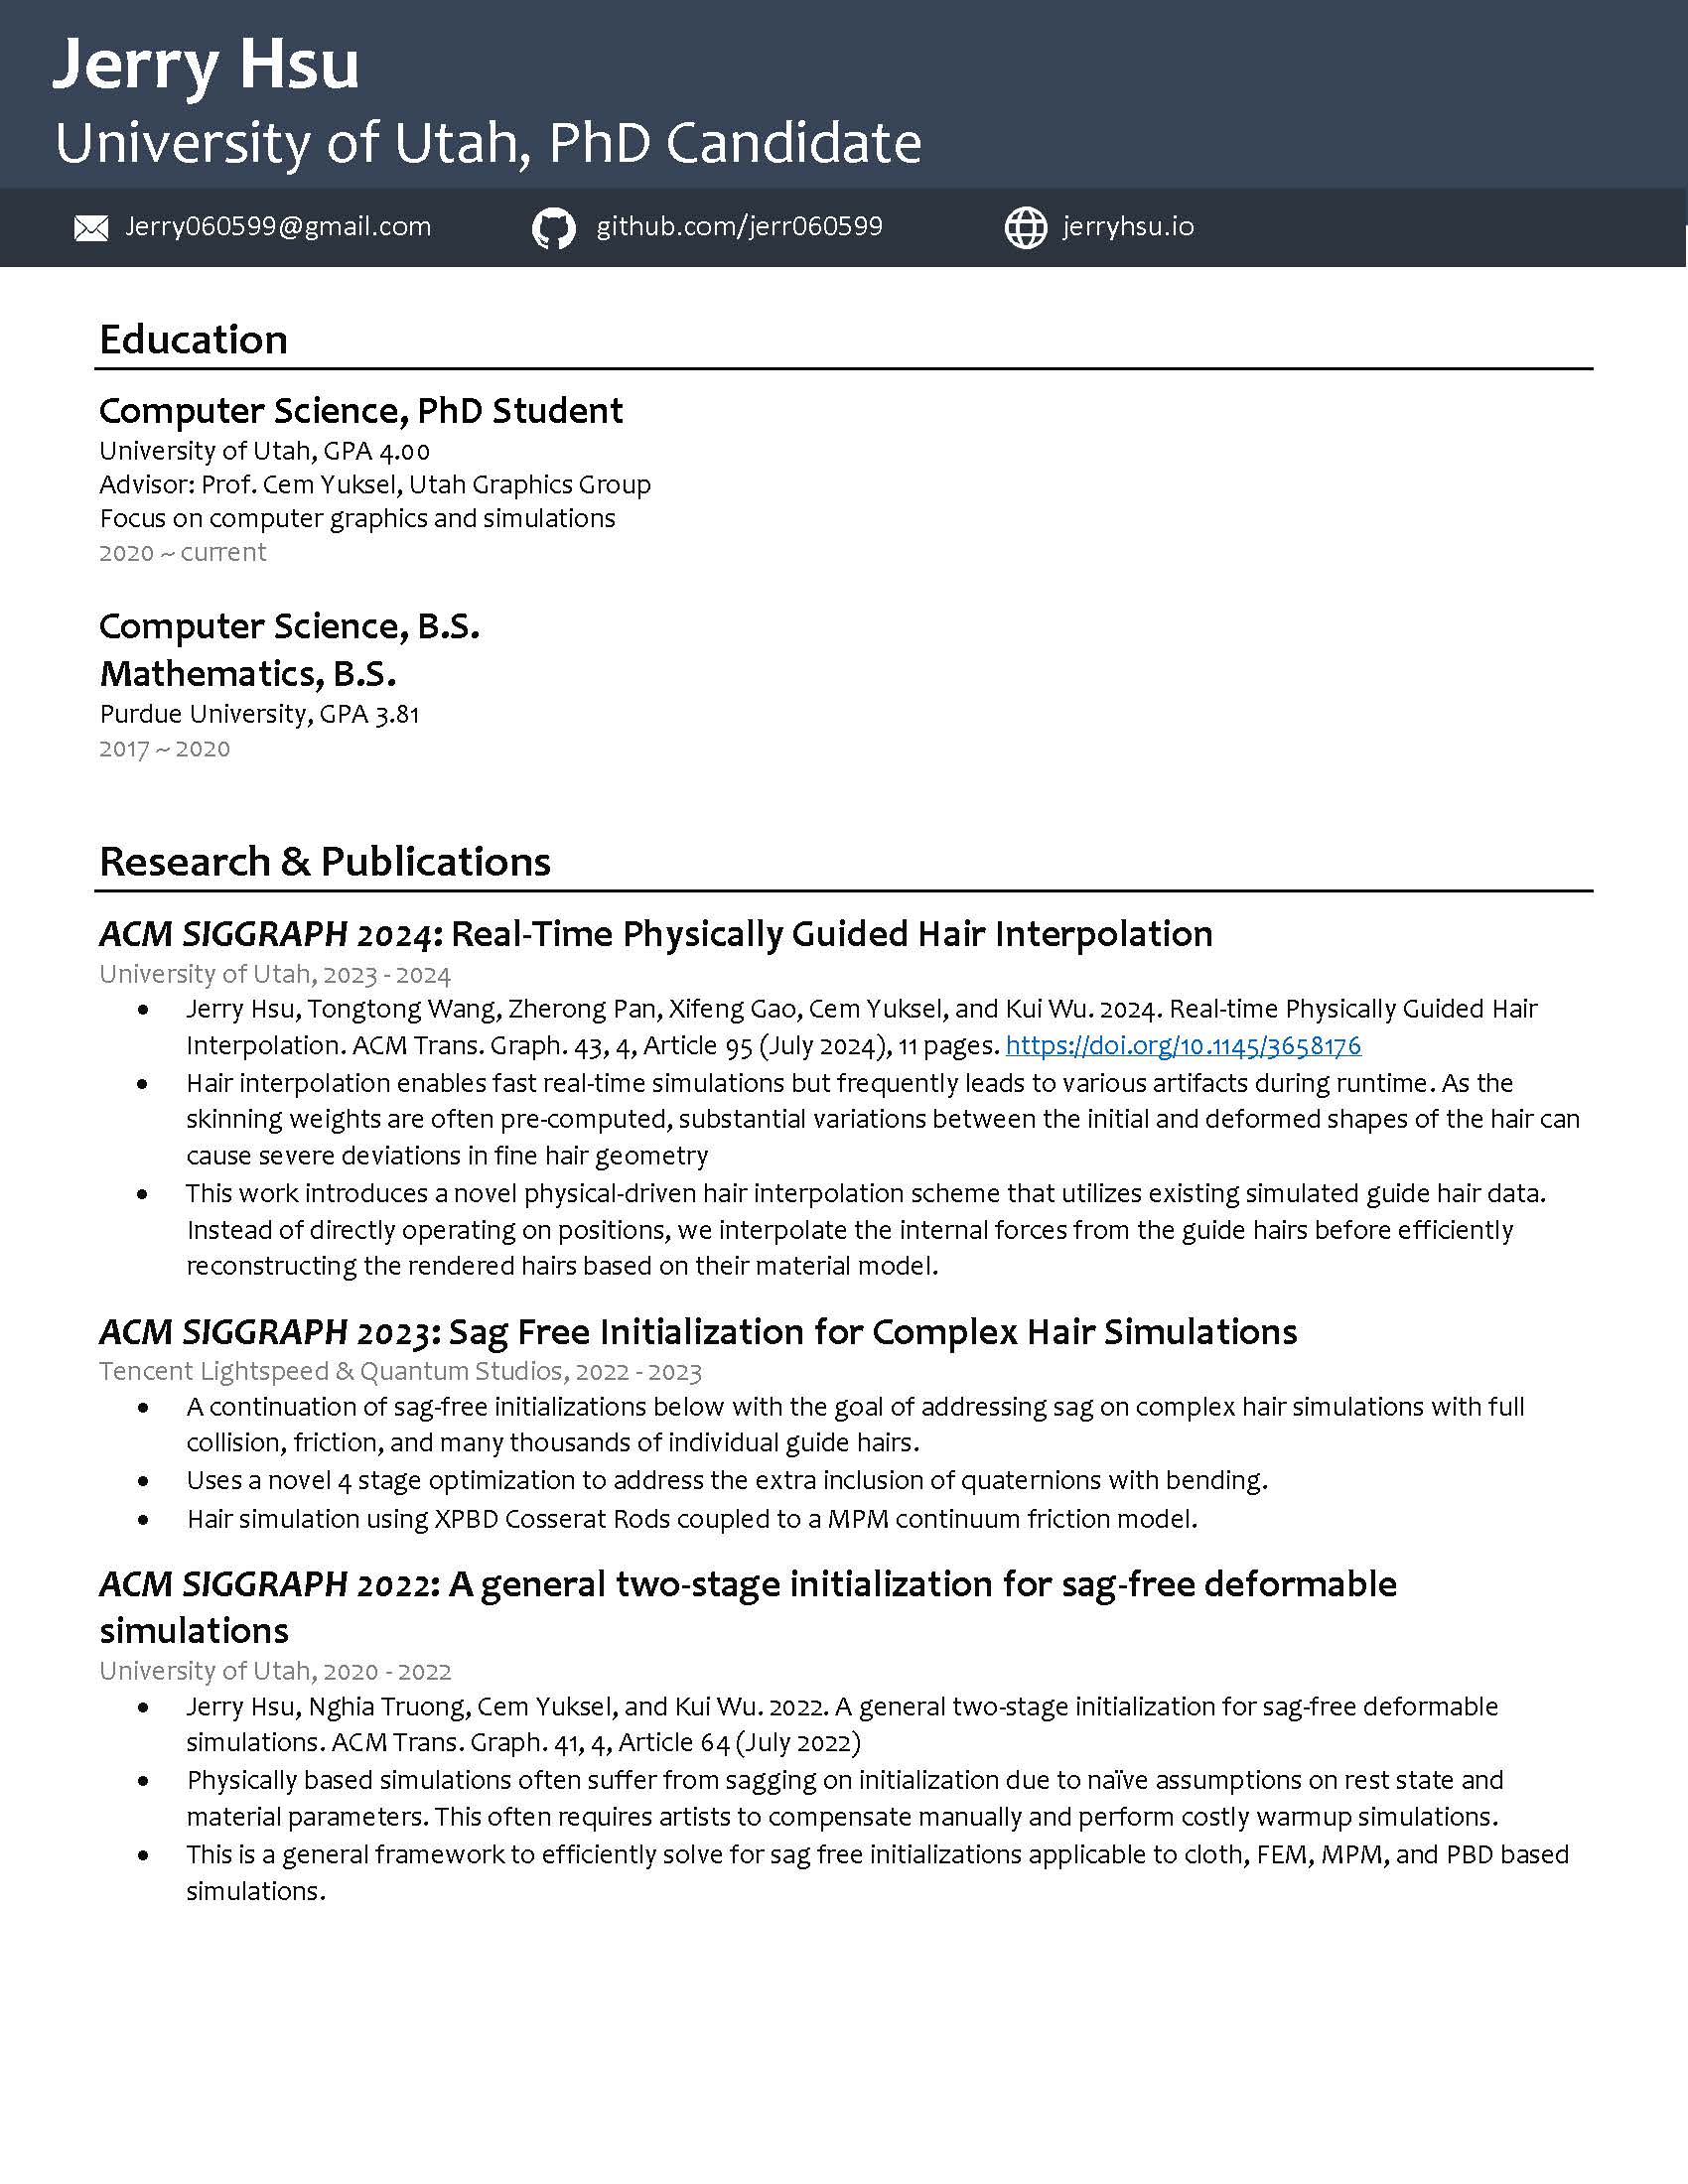 Jerry Hsu
University of Utah, PhD Candidate
Jerry060599@gmail.com github.com/jerr060599 jerryhsu.io
Education
Computer Science, PhD Student
University of Utah, GPA 4.00
Advisor: Prof. Cem Yuksel, Utah Graphics Group
Focus on computer graphics and simulations
2020 ~ current
Computer Science, B.S.
Mathematics, B.S.
Purdue University, GPA 3.81
2017 ~ 2020
Research & Publications
ACM SIGGRAPH 2024: Real-Time Physically Guided Hair Interpolation
University of Utah, 2023 - 2024
• Jerry Hsu, Tongtong Wang, Zherong Pan, Xifeng Gao, Cem Yuksel, and Kui Wu. 2024. Real-time Physically Guided Hair
Interpolation. ACM Trans. Graph. 43, 4, Article 95 (July 2024), 11 pages. https://doi.org/10.1145/3658176
• Hair interpolation enables fast real-time simulations but frequently leads to various artifacts during runtime. As the
skinning weights are often pre-computed, substantial variations between the initial and deformed shapes of the hair can
cause severe deviations in fine hair geometry
• This work introduces a novel physical-driven hair interpolation scheme that utilizes existing simulated guide hair data.
Instead of directly operating on positions, we interpolate the internal forces from the guide hairs before efficiently
reconstructing the rendered hairs based on their material model.
ACM SIGGRAPH 2023: Sag Free Initialization for Complex Hair Simulations
Tencent Lightspeed & Quantum Studios, 2022 - 2023
• A continuation of sag-free initializations below with the goal of addressing sag on complex hair simulations with full
collision, friction, and many thousands of individual guide hairs.
• Uses a novel 4 stage optimization to address the extra inclusion of quaternions with bending.
• Hair simulation using XPBD Cosserat Rods coupled to a MPM continuum friction model.
ACM SIGGRAPH 2022: A general two-stage initialization for sag-free deformable
simulations
University of Utah, 2020 - 2022
• Jerry Hsu, Nghia Truong, Cem Yuksel, and Kui Wu. 2022. A general two-stage initialization for sag-free deformable
simulations. ACM Trans. Graph. 41, 4, Article 64 (July 2022)
• Physically based simulations often suffer from sagging on initialization due to naïve assumptions on rest state and
material parameters. This often requires artists to compensate manually and perform costly warmup simulations.
• This is a general framework to efficiently solve for sag free initializations applicable to cloth, FEM, MPM, and PBD based
simulations.